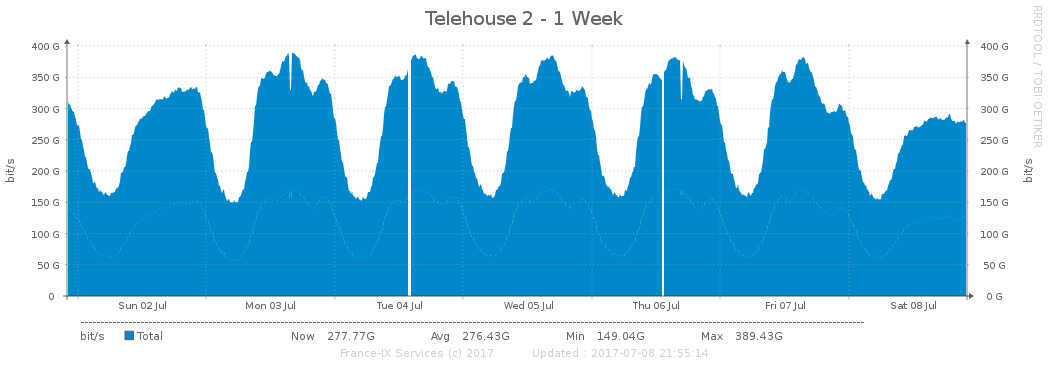 Telehouse 2 - 1 Week
RRDTOOL / TOBI OETIKER
400 G 400 G
350 G 350 G
300 G 300 G
250 G 250 G
200 G 200 G
150 G 150 G
100 G 100 G
50 G 50 G
0 0 G
bit/s bit/s
Sun 02 Jul Mon 03 Jul Tue 04 Jul Wed 05 Jul Thu 06 Jul Fri 07 Jul Sat 08 Jul
bit/s Total Now 277.77G Avg 276.43G Min 149.04G Max 389.43G
France-IX Services (c) 2017 Updated : 2017-07-08 21:55:14